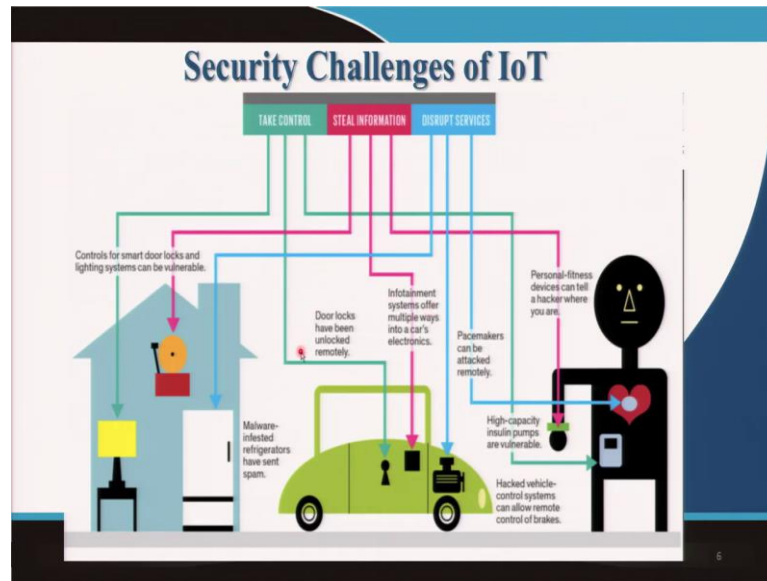 Security Challenges of IoT
TAKE CONTROL
STEAL INFORMATION
DISRUPT SERVICES
Controls for smart door locks and
lighting systems can be vulnerable.
Door locks
have been
unlocked
remotely.
Infotainment
systems offer
multiple ways
into a car's
electronics.
Pacemakers
can be
attacked
remotely.
Personal-fitness
devices can tell
a hacker where
you are.
Malware-
infested
refrigerators
have sent
spam.
High-capacity
insulin pumps
are vulnerable.
Hacked vehicle-
control systems
can allow remote
control of brakes.
6